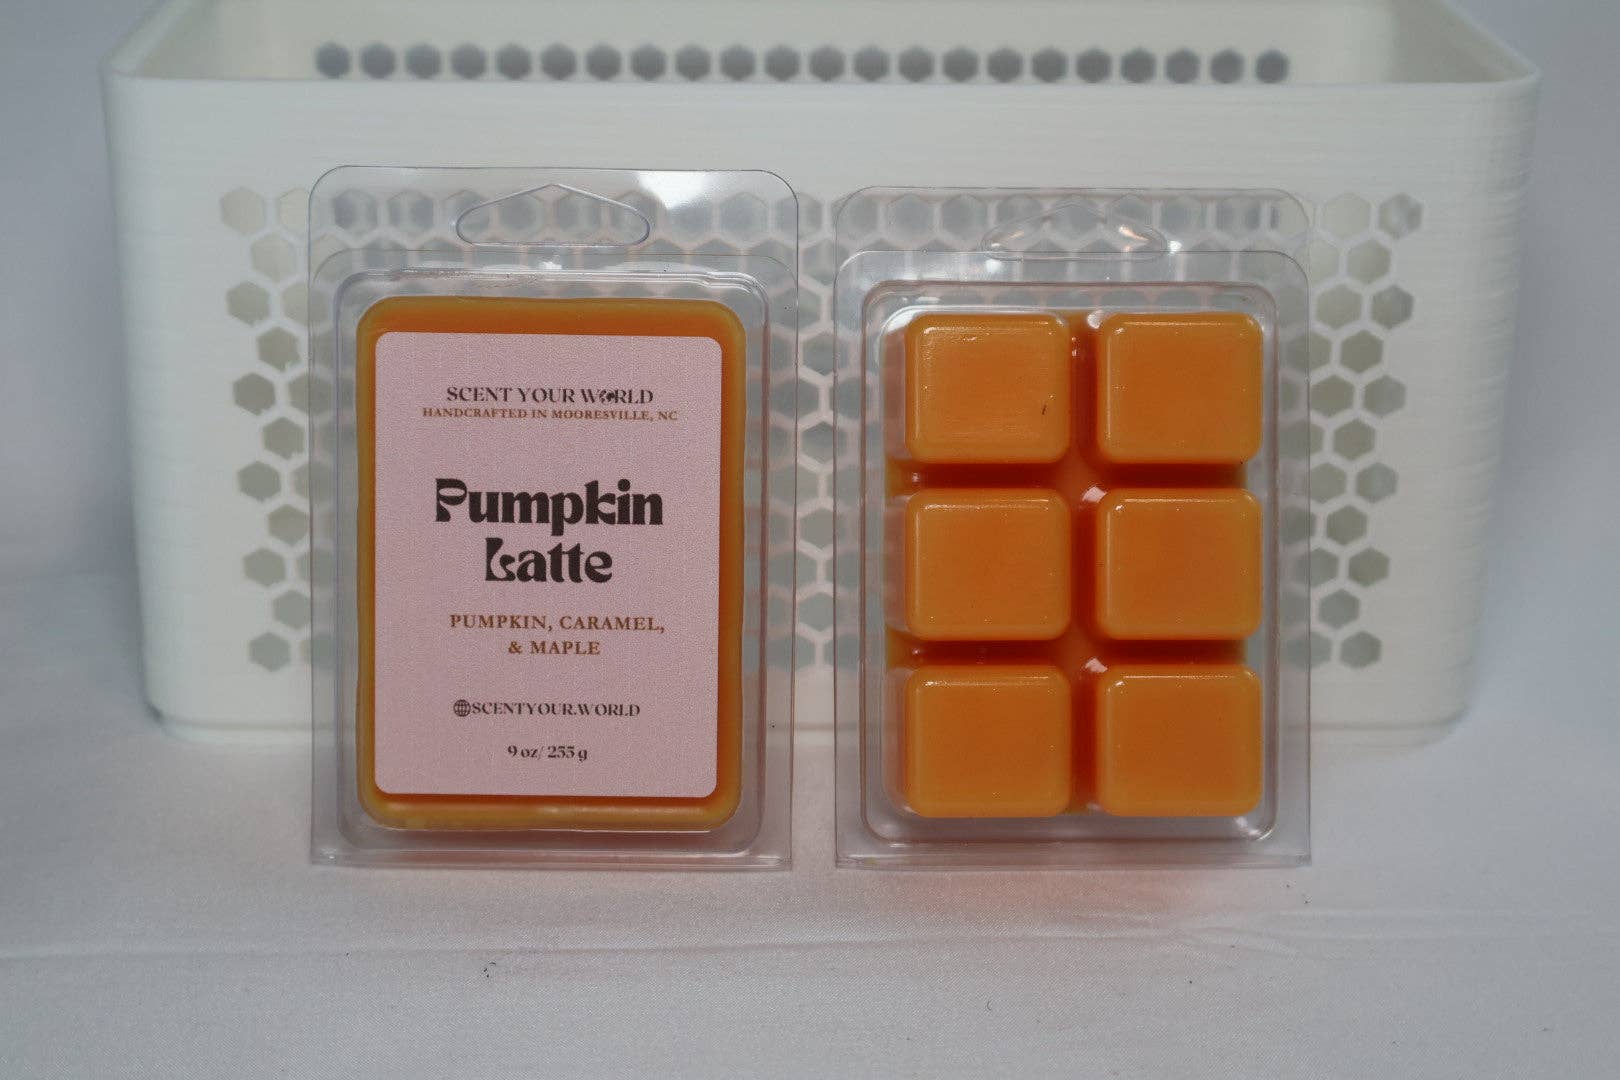 SCENT YOUR WORLD
HANDCRAFTED IN MOORESVILLE, NC
Pumpkin
Latte
PUMPKIN, CARAMEL,
& MAPLE
SCENTYOUR.WORLD
9 oz/ 255 g